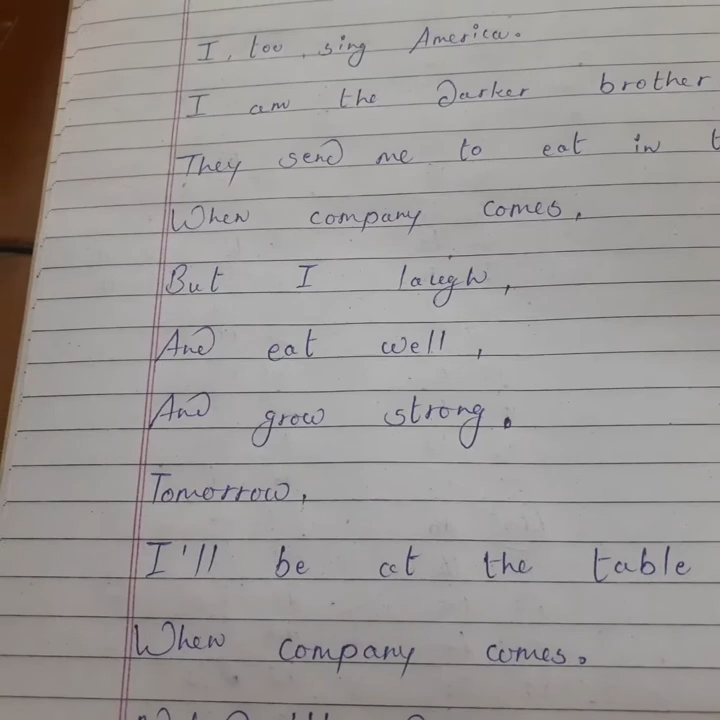 I, too, sing America.
I am the darker brother
They send me to eat in
When company comes,
But I laugh,
And eat well,
And grow strong.
Tomorrow,
I'll be at the table
When company comes.